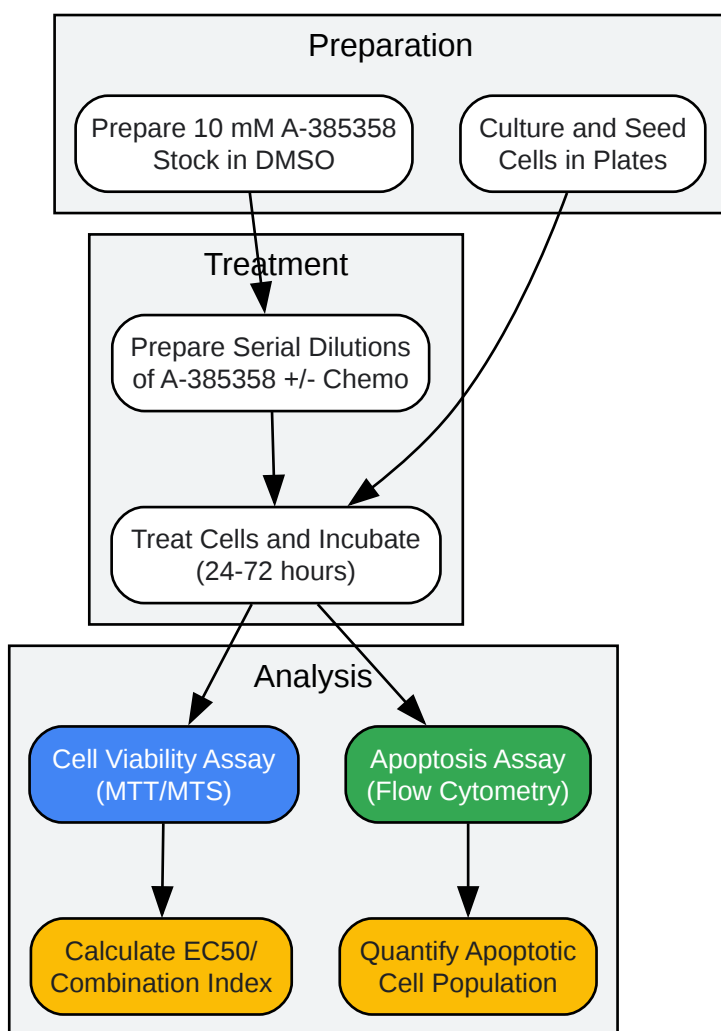 Preparation
Prepare 10 mM A-385358
Stock in DMSO
Culture and Seed
Cells in Plates
Treatment
Prepare Serial Dilutions
of A-385358 +/- Chemo
Treat Cells and Incubate
(24-72 hours)
Analysis
Cell Viability Assay
(MTT/MTS)
Apoptosis Assay
(Flow Cytometry)
Calculate EC50/
Combination Index
Quantify Apoptotic
Cell Population